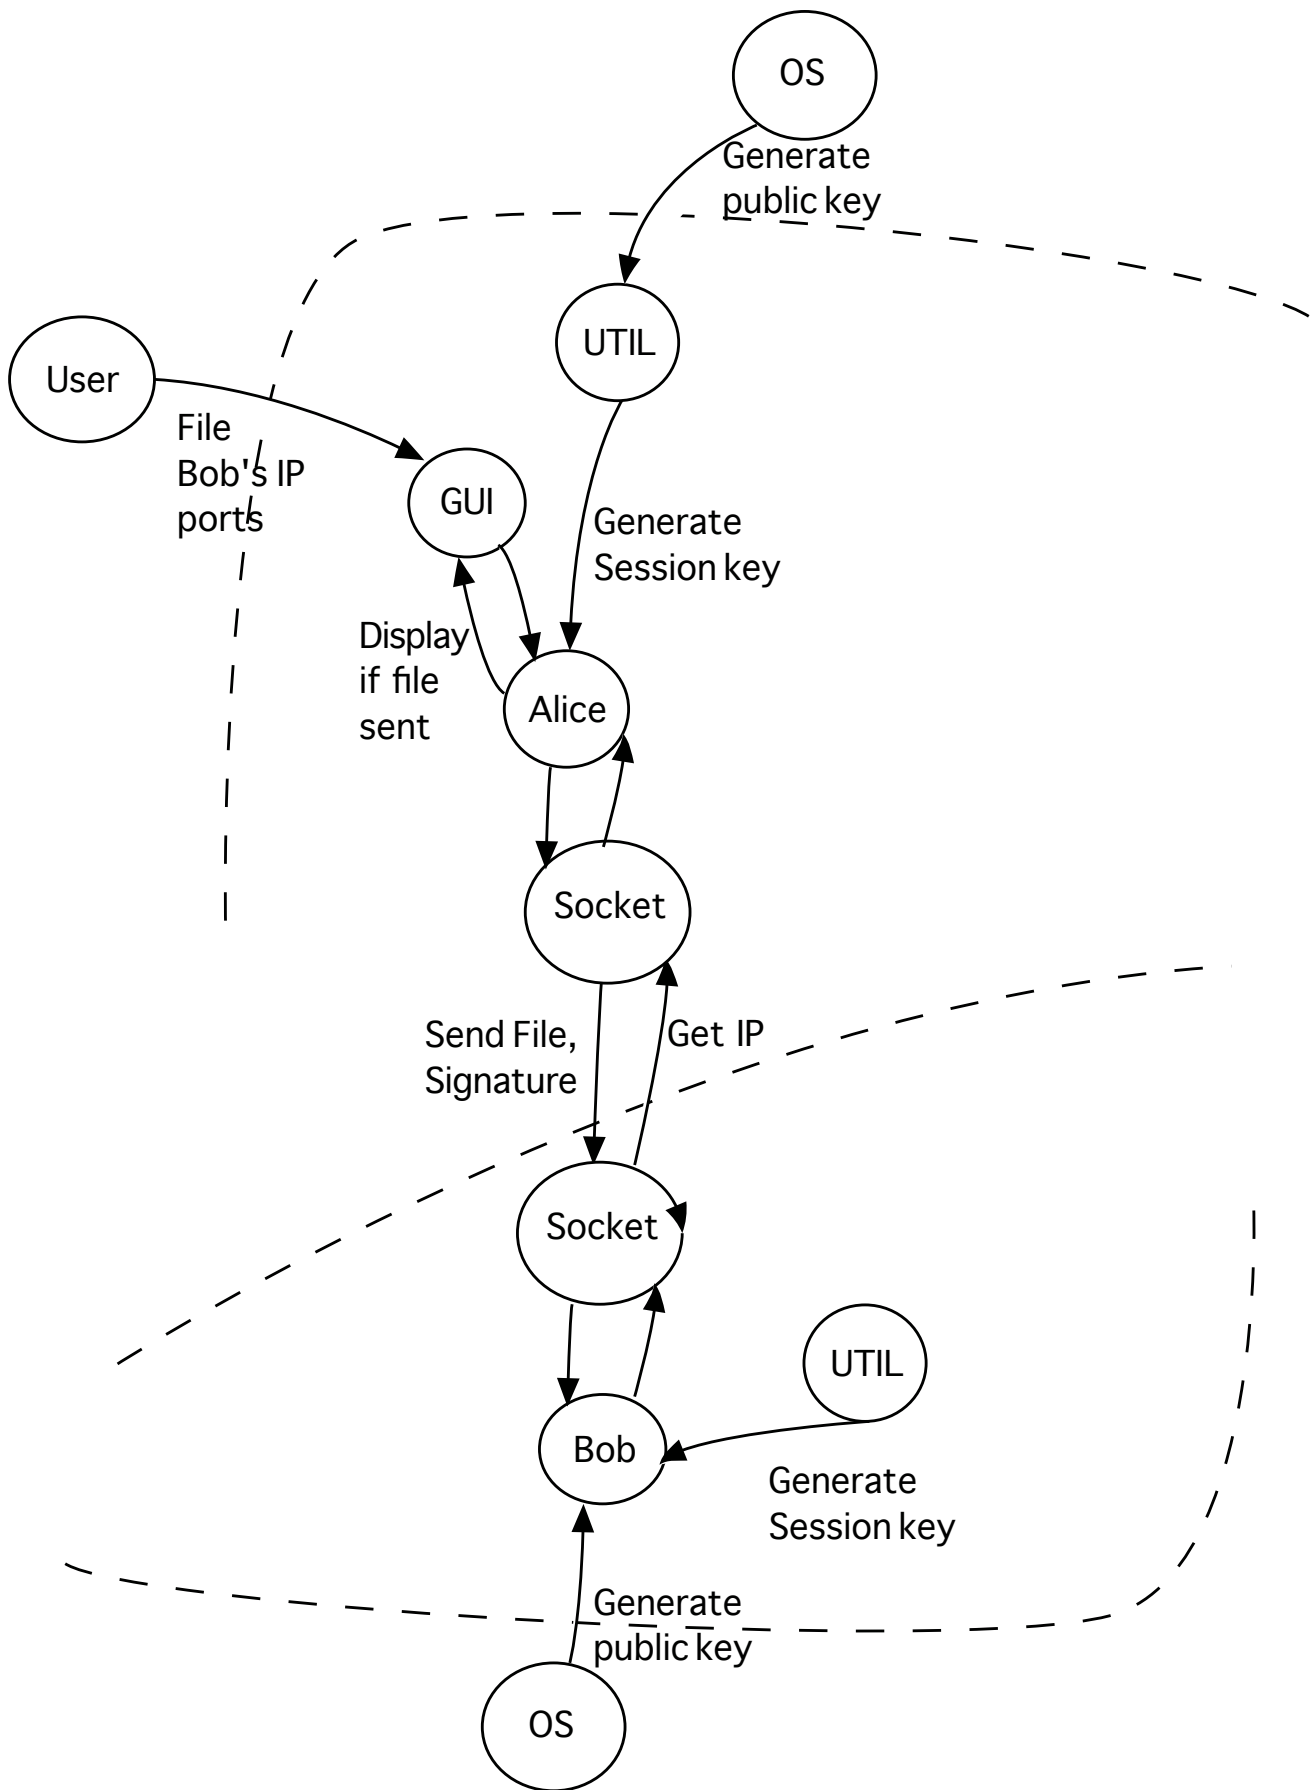 OS
Generate
public key
UTIL
User
File
Bob's IP
ports
GUI
Generate
Session key
Display
if file
sent
Alice
Socket
Send File,
Signature
Get IP
Socket
UTIL
Bob
Generate
Session key
Generate
public key
OS